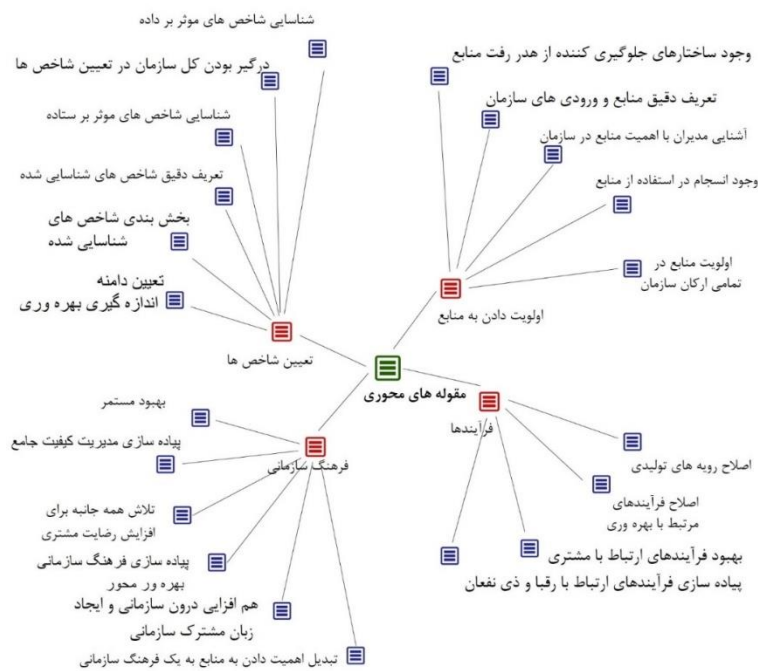 شناسایی شاخص های موثر بر داده
درگیر بودن کل سازمان در تعیین شاخص ها
شناسایی شاخص های موثر بر ستاده
تعریف دقیق شاخص های شناسایی شده
بخش بندی شاخص های
شناسایی شده
تعیین دامنه
اندازه گیری بهره وری
تعیین شاخص ها
وجود ساختارهای جلوگیری کننده از هدر رفت منابع
تعریف دقیق منابع و ورودی های سازمان
آشنایی مدیران با اهمیت منابع در سازمان
وجود انسجام در استفاده از منابع
اولویت منابع در
تمامی ارکان سازمان
اولویت دادن به منابع
مقوله های محوری
فرآیندها
اصلاح رویه های تولیدی
اصلاح فرآیندهای
مرتبط با بهره وری
بهبود فرآیندهای ارتباط با مشتری
پیاده سازی فرآیندهای ارتباط با رقبا و ذی نفعان
فرهنگ سازمانی
بهبود مستمر
پیاده سازی مدیریت کیفیت جامع
تلاش همه جانبه برای
افزایش رضایت مشتری
پیاده سازی فرهنگ سازمانی
بهره ور محور
هم افزایی درون سازمانی و ایجاد
زبان مشترک سازمانی
تبدیل اهمیت دادن به منابع به یک فرهنگ سازمانی